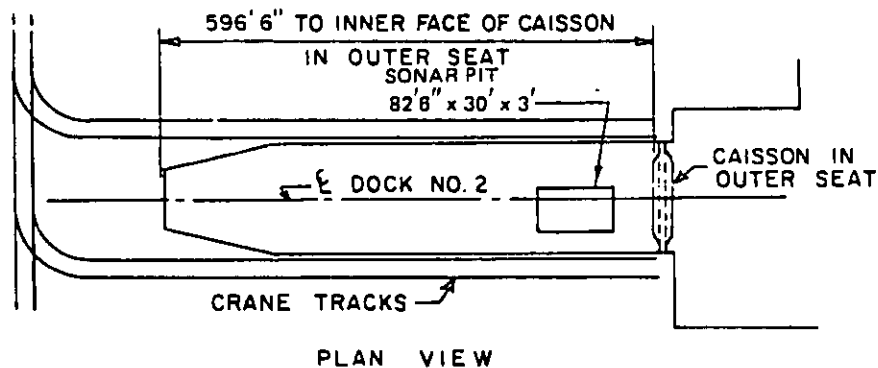 596'6" TO INNER FACE OF CAISSON
IN OUTER SEAT
SONAR PIT
82'6" x 30' x 3'
CAISSON IN
OUTER SEAT
℄ DOCK NO. 2
CRANE TRACKS
PLAN VIEW